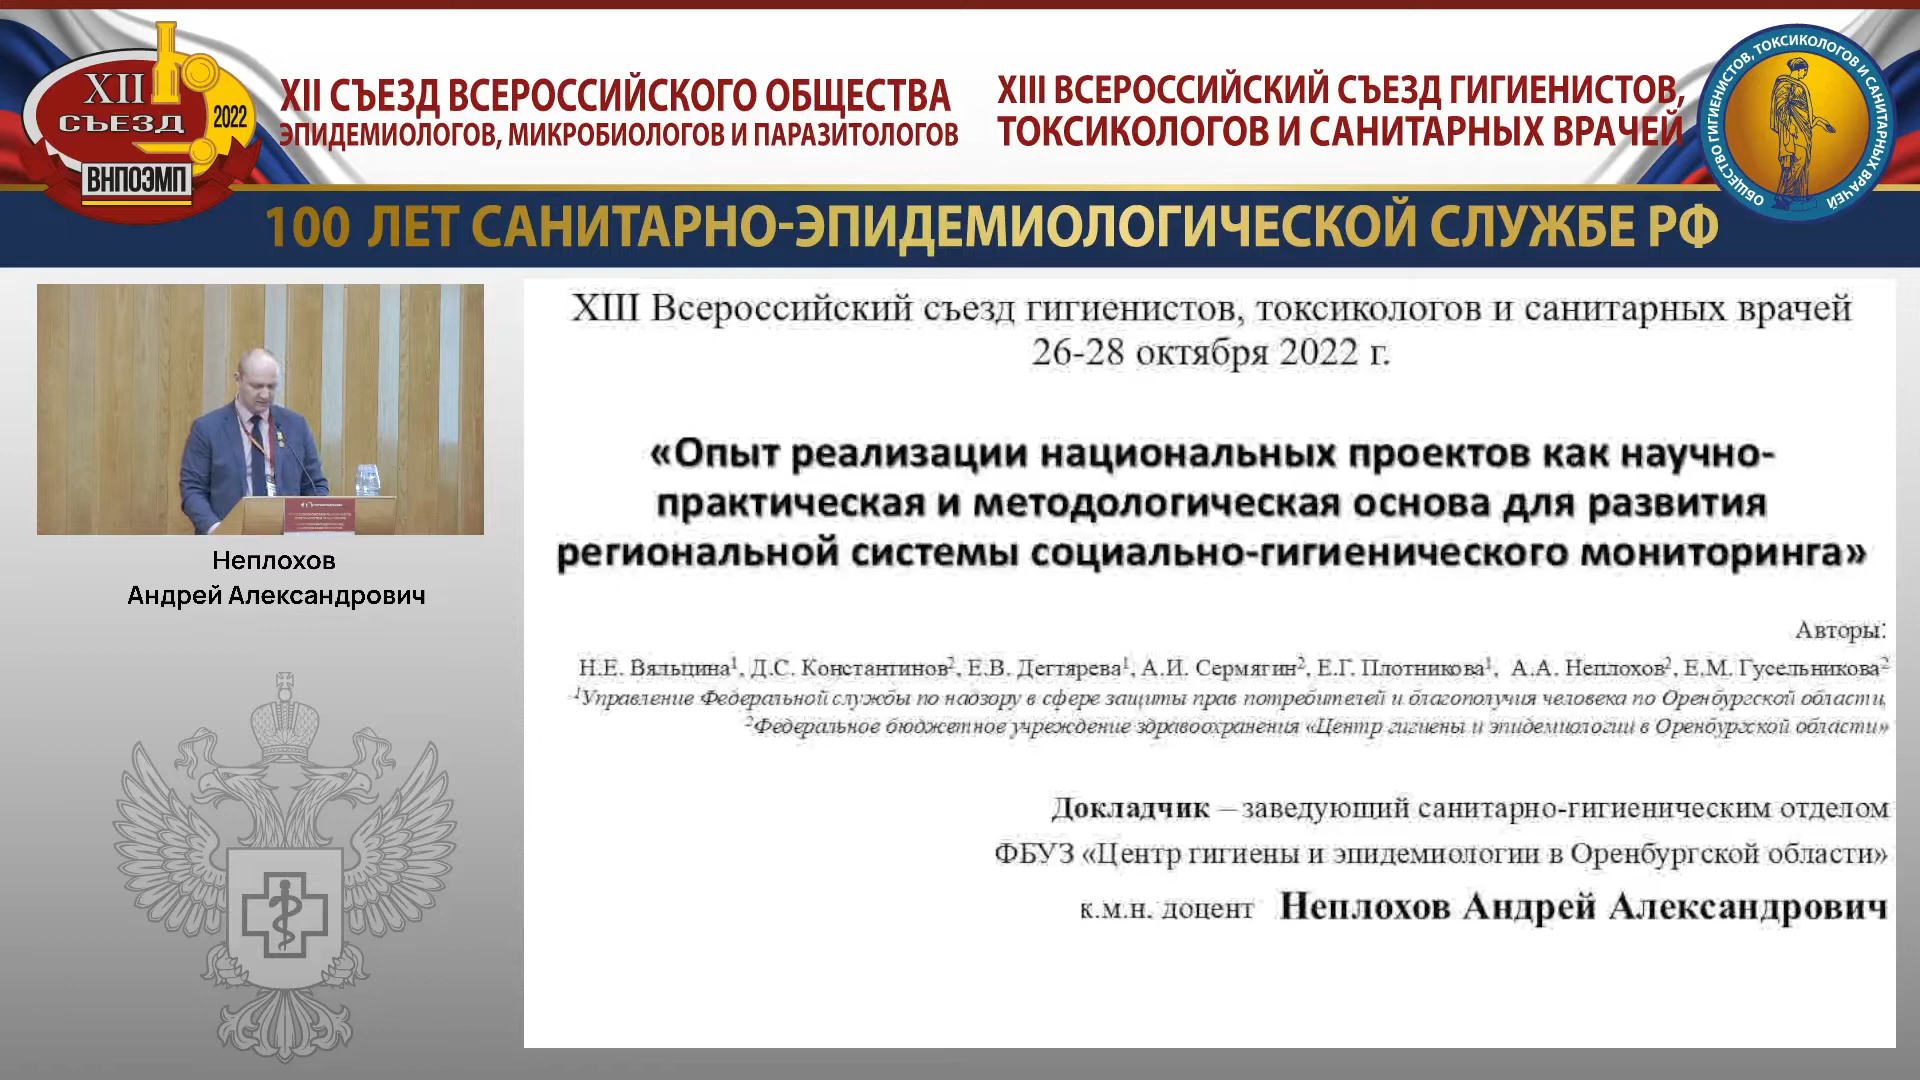 XII
СЪЕЗД
2022
ВНПОЭМП
XII СЪЕЗД ВСЕРОССИЙСКОГО ОБЩЕСТВА
ЭПИДЕМИОЛОГОВ, МИКРОБИОЛОГОВ И ПАРАЗИТОЛОГОВ
XIII ВСЕРОССИЙСКИЙ СЪЕЗД ГИГИЕНИСТОВ,
ТОКСИКОЛОГОВ И САНИТАРНЫХ ВРАЧЕЙ
ОБЩЕСТВО ГИГИЕНИСТОВ, ТОКСИКОЛОГОВ И САНИТАРНЫХ ВРАЧЕЙ
100 ЛЕТ САНИТАРНО-ЭПИДЕМИОЛОГИЧЕСКОЙ СЛУЖБЕ РФ
Неплохов
Андрей Александрович
XIII Всероссийский съезд гигиенистов, токсикологов и санитарных врачей
26-28 октября 2022 г.
«Опыт реализации национальных проектов как научно-
практическая и методологическая основа для развития
региональной системы социально-гигиенического мониторинга»
Авторы:
Н.Е. Вяльцина¹, Д.С. Константинов², Е.В. Дегтярева¹, А.И. Сермягин², Е.Г. Плотникова¹, А.А. Неплохов², Е.М. Гусельникова²
¹Управление Федеральной службы по надзору в сфере защиты прав потребителей и благополучия человека по Оренбургской области,
²Федеральное бюджетное учреждение здравоохранения «Центр гигиены и эпидемиологии в Оренбургской области»
Докладчик – заведующий санитарно-гигиеническим отделом
ФБУЗ «Центр гигиены и эпидемиологии в Оренбургской области»
к.м.н. доцент Неплохов Андрей Александрович